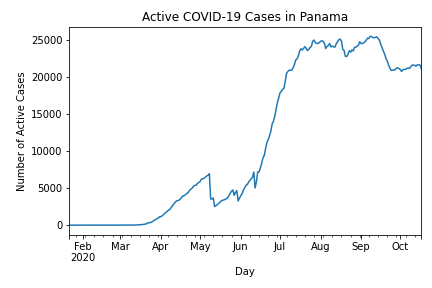 Active COVID-19 Cases in Panama
Number of Active Cases
25000
20000
15000
10000
5000
0
Feb Mar Apr May Jun Jul Aug Sep Oct
2020
Day